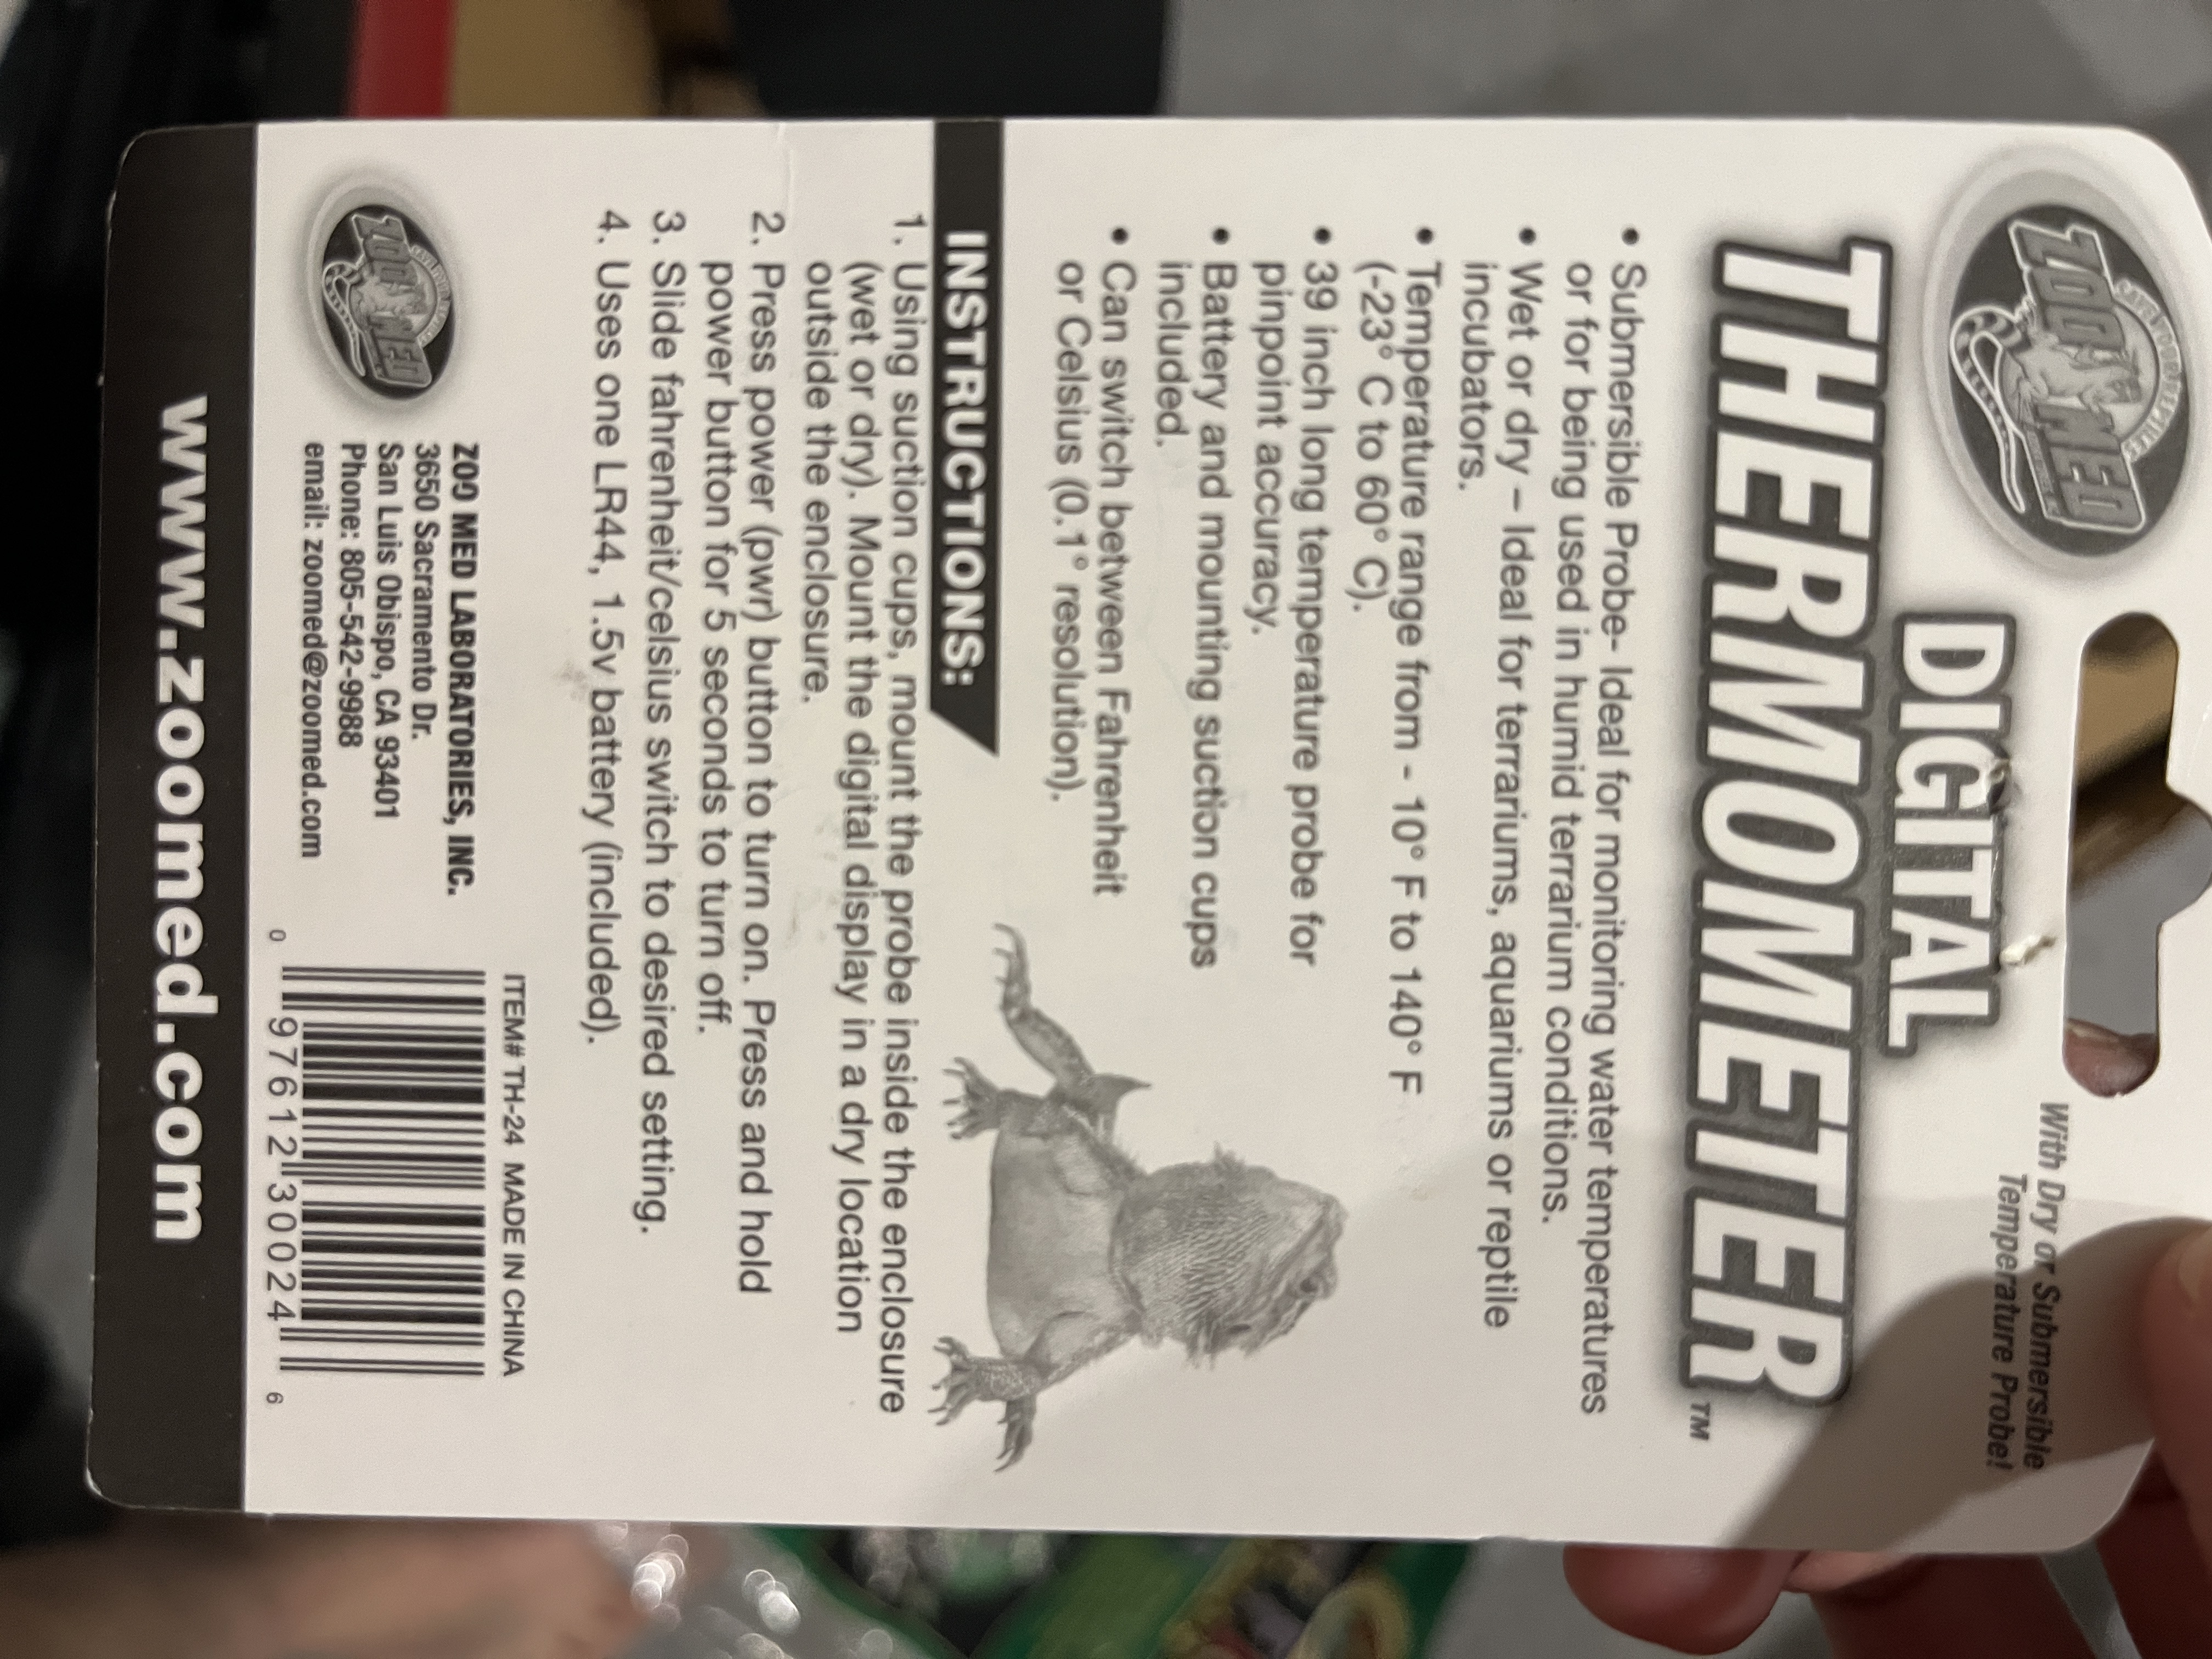 ZOO MED
DIGITAL
THERMOMETER™
With Dry or Submersible
Temperature Probe!
• Submersible Probe- Ideal for monitoring water temperatures
or for being used in humid terrarium conditions.
• Wet or dry – Ideal for terrariums, aquariums or reptile
incubators.
• Temperature range from - 10° F to 140° F
(-23° C to 60° C).
• 39 inch long temperature probe for
pinpoint accuracy.
• Battery and mounting suction cups
included.
• Can switch between Fahrenheit
or Celsius (0.1° resolution).
INSTRUCTIONS:
1. Using suction cups, mount the probe inside the enclosure
(wet or dry). Mount the digital display in a dry location
outside the enclosure.
2. Press power (pwr) button to turn on. Press and hold
power button for 5 seconds to turn off.
3. Slide fahrenheit/celsius switch to desired setting.
4. Uses one LR44, 1.5v battery (included).
ZOO MED
ZOO MED LABORATORIES, INC.
3650 Sacramento Dr.
San Luis Obispo, CA 93401
Phone: 805-542-9988
email: zoomed@zoomed.com
ITEM# TH-24 MADE IN CHINA
0 97612 30024 6
www.zoomed.com